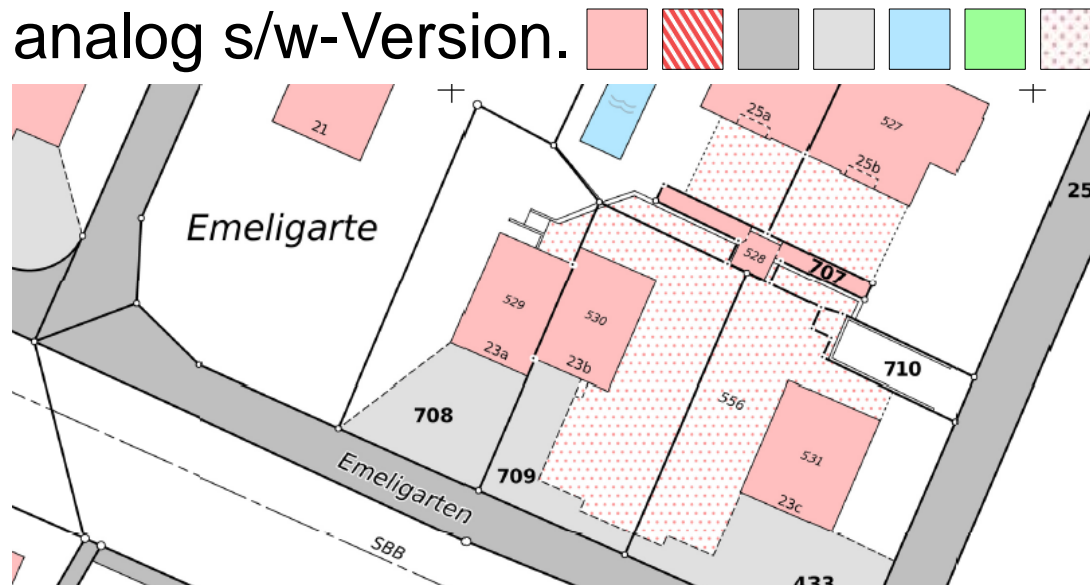 analog s/w-Version.
25a
527
21
25b
25
Emeligarte
528
707
529
530
710
23a
23b
708
556
531
709
Emeligarten
23c
SBB
433